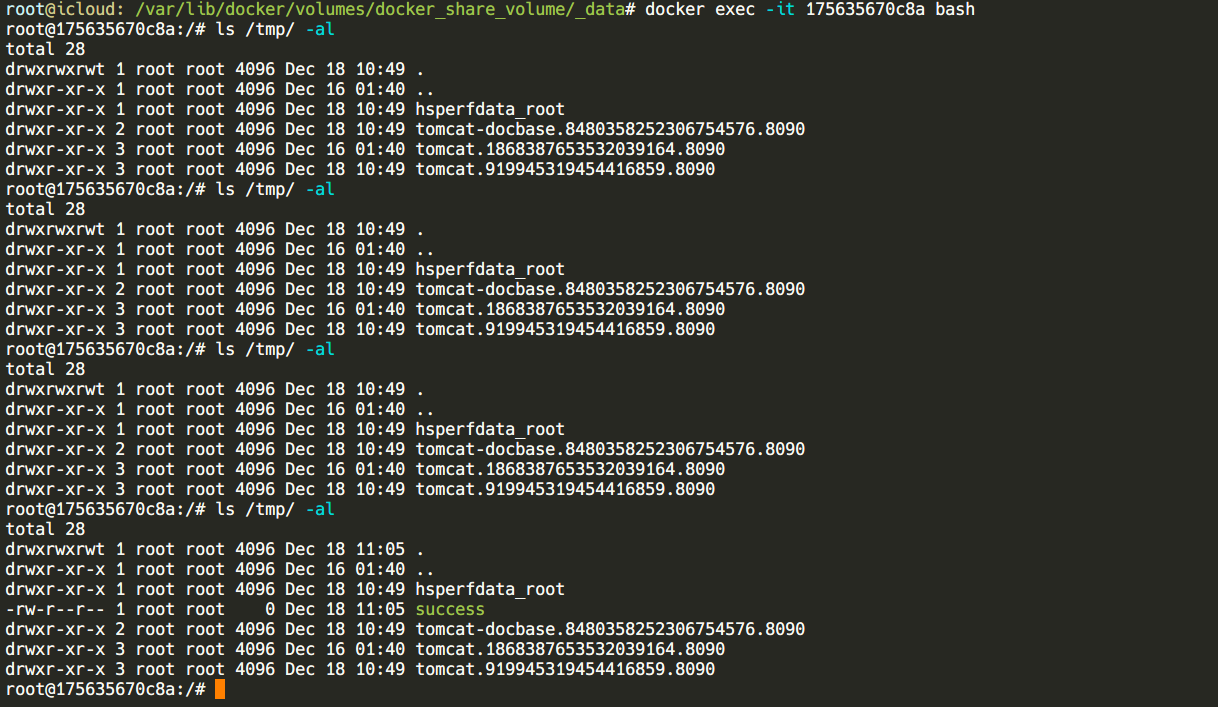 root@icloud: /var/lib/docker/volumes/docker_share_volume/_data# docker exec -it 175635670c8a bash
root@175635670c8a:/# ls /tmp/ -al
total 28
drwxrwxrwt 1 root root 4096 Dec 18 10:49 .
drwxr-xr-x 1 root root 4096 Dec 16 01:40 ..
drwxr-xr-x 1 root root 4096 Dec 18 10:49 hsperfdata_root
drwxr-xr-x 2 root root 4096 Dec 18 10:49 tomcat-docbase.8480358252306754576.8090
drwxr-xr-x 3 root root 4096 Dec 16 01:40 tomcat.1868387653532039164.8090
drwxr-xr-x 3 root root 4096 Dec 18 10:49 tomcat.919945319454416859.8090
root@175635670c8a:/# ls /tmp/ -al
total 28
drwxrwxrwt 1 root root 4096 Dec 18 10:49 .
drwxr-xr-x 1 root root 4096 Dec 16 01:40 ..
drwxr-xr-x 1 root root 4096 Dec 18 10:49 hsperfdata_root
drwxr-xr-x 2 root root 4096 Dec 18 10:49 tomcat-docbase.8480358252306754576.8090
drwxr-xr-x 3 root root 4096 Dec 16 01:40 tomcat.1868387653532039164.8090
drwxr-xr-x 3 root root 4096 Dec 18 10:49 tomcat.919945319454416859.8090
root@175635670c8a:/# ls /tmp/ -al
total 28
drwxrwxrwt 1 root root 4096 Dec 18 10:49 .
drwxr-xr-x 1 root root 4096 Dec 16 01:40 ..
drwxr-xr-x 1 root root 4096 Dec 18 10:49 hsperfdata_root
drwxr-xr-x 2 root root 4096 Dec 18 10:49 tomcat-docbase.8480358252306754576.8090
drwxr-xr-x 3 root root 4096 Dec 16 01:40 tomcat.1868387653532039164.8090
drwxr-xr-x 3 root root 4096 Dec 18 10:49 tomcat.919945319454416859.8090
root@175635670c8a:/# ls /tmp/ -al
total 28
drwxrwxrwt 1 root root 4096 Dec 18 11:05 .
drwxr-xr-x 1 root root 4096 Dec 16 01:40 ..
drwxr-xr-x 1 root root 4096 Dec 18 10:49 hsperfdata_root
-rw-r--r-- 1 root root    0 Dec 18 11:05 success
drwxr-xr-x 2 root root 4096 Dec 18 10:49 tomcat-docbase.8480358252306754576.8090
drwxr-xr-x 3 root root 4096 Dec 16 01:40 tomcat.1868387653532039164.8090
drwxr-xr-x 3 root root 4096 Dec 18 10:49 tomcat.919945319454416859.8090
root@175635670c8a:/#